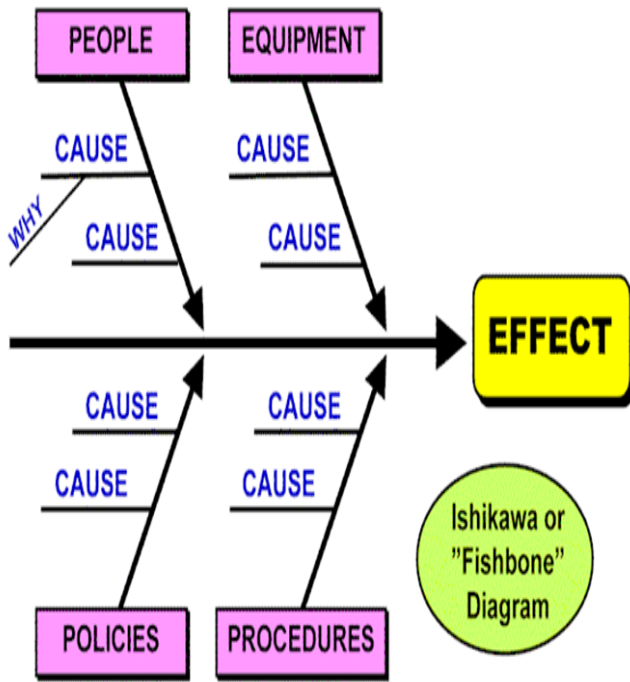 PEOPLE
EQUIPMENT
CAUSE
CAUSE
WHY
CAUSE
CAUSE
EFFECT
CAUSE
CAUSE
CAUSE
CAUSE
Ishikawa or
"Fishbone"
Diagram
POLICIES
PROCEDURES